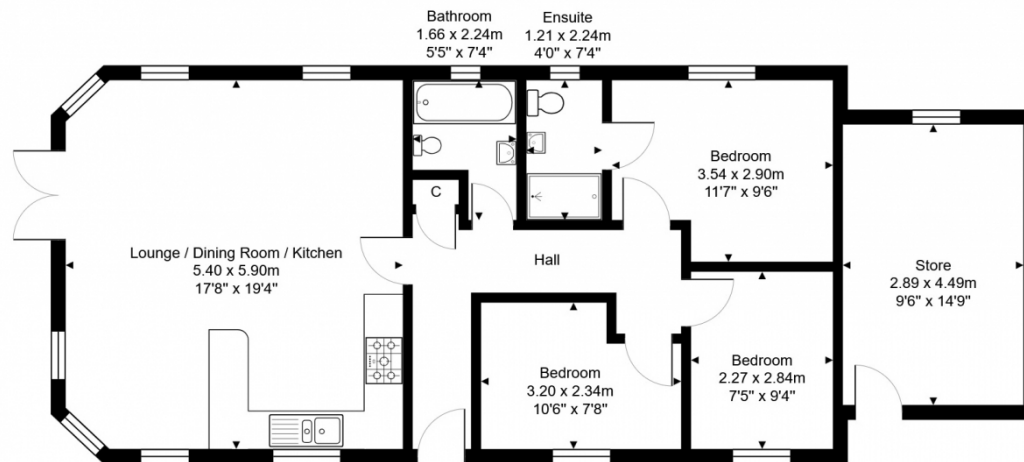 Bathroom
1.66 x 2.24m
5'5" x 7'4"
Ensuite
1.21 x 2.24m
4'0" x 7'4"
Bedroom
3.54 x 2.90m
11'7" x 9'6"
C
Lounge / Dining Room / Kitchen
5.40 x 5.90m
17'8" x 19'4"
Hall
Store
2.89 x 4.49m
9'6" x 14'9"
Bedroom
3.20 x 2.34m
10'6" x 7'8"
Bedroom
2.27 x 2.84m
7'5" x 9'4"